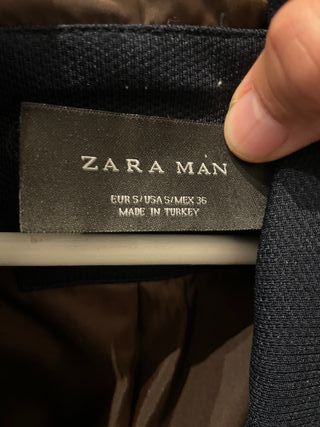 ZARA MAN
EUR S/USA S/MEX 36
MADE IN TURKEY